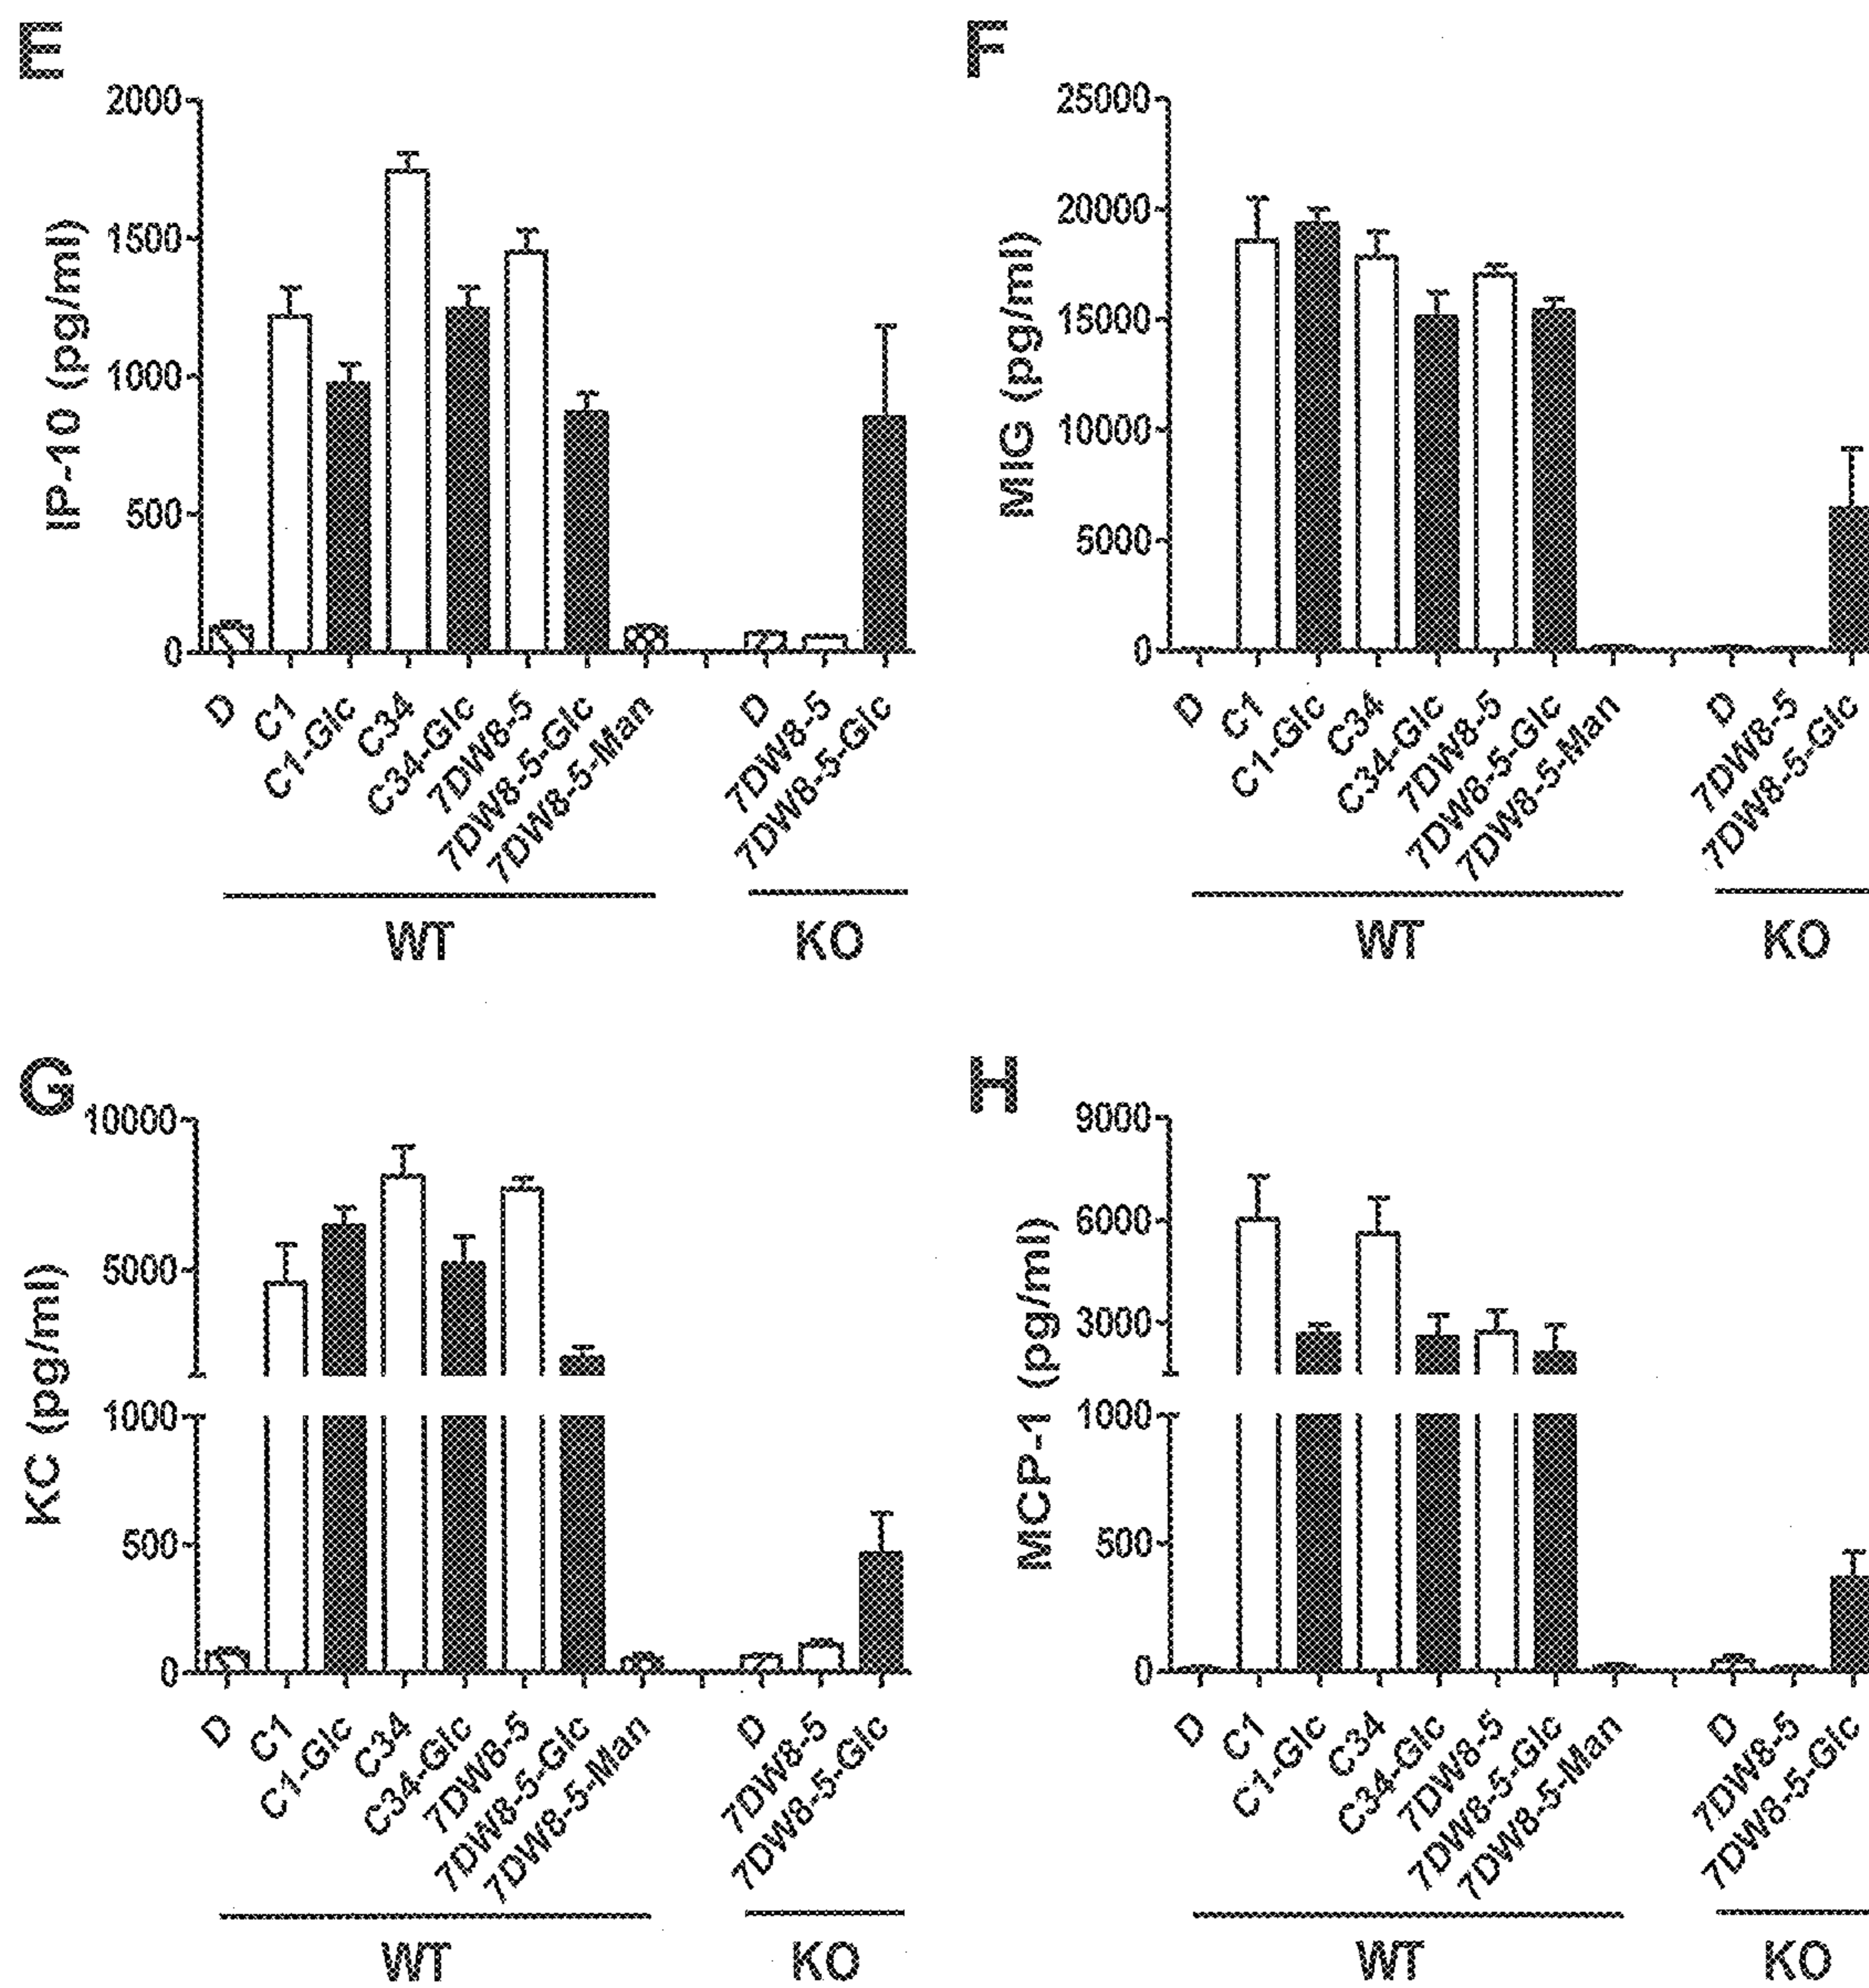 E
IP-10 (pg/ml)
2000
1500
1000
500
0
D
C1
C1-Glc
C34
C34-Glc
7DW8-5
7DW8-5-Glc
7DW8-5-Man
D
7DW8-5
7DW8-5-Glc
WT
KO
F
MIG (pg/ml)
25000
20000
15000
10000
5000
0
D
C1
C1-Glc
C34
C34-Glc
7DW8-5
7DW8-5-Glc
7DW8-5-Man
D
7DW8-5
7DW8-5-Glc
WT
KO
G
KC (pg/ml)
10000
5000
1000
500
0
D
C1
C1-Glc
C34
C34-Glc
7DW8-5
7DW8-5-Glc
7DW8-5-Man
D
7DW8-5
7DW8-5-Glc
WT
KO
H
MCP-1 (pg/ml)
9000
6000
3000
1000
500
0
D
C1
C1-Glc
C34
C34-Glc
7DW8-5
7DW8-5-Glc
7DW8-5-Man
D
7DW8-5
7DW8-5-Glc
WT
KO